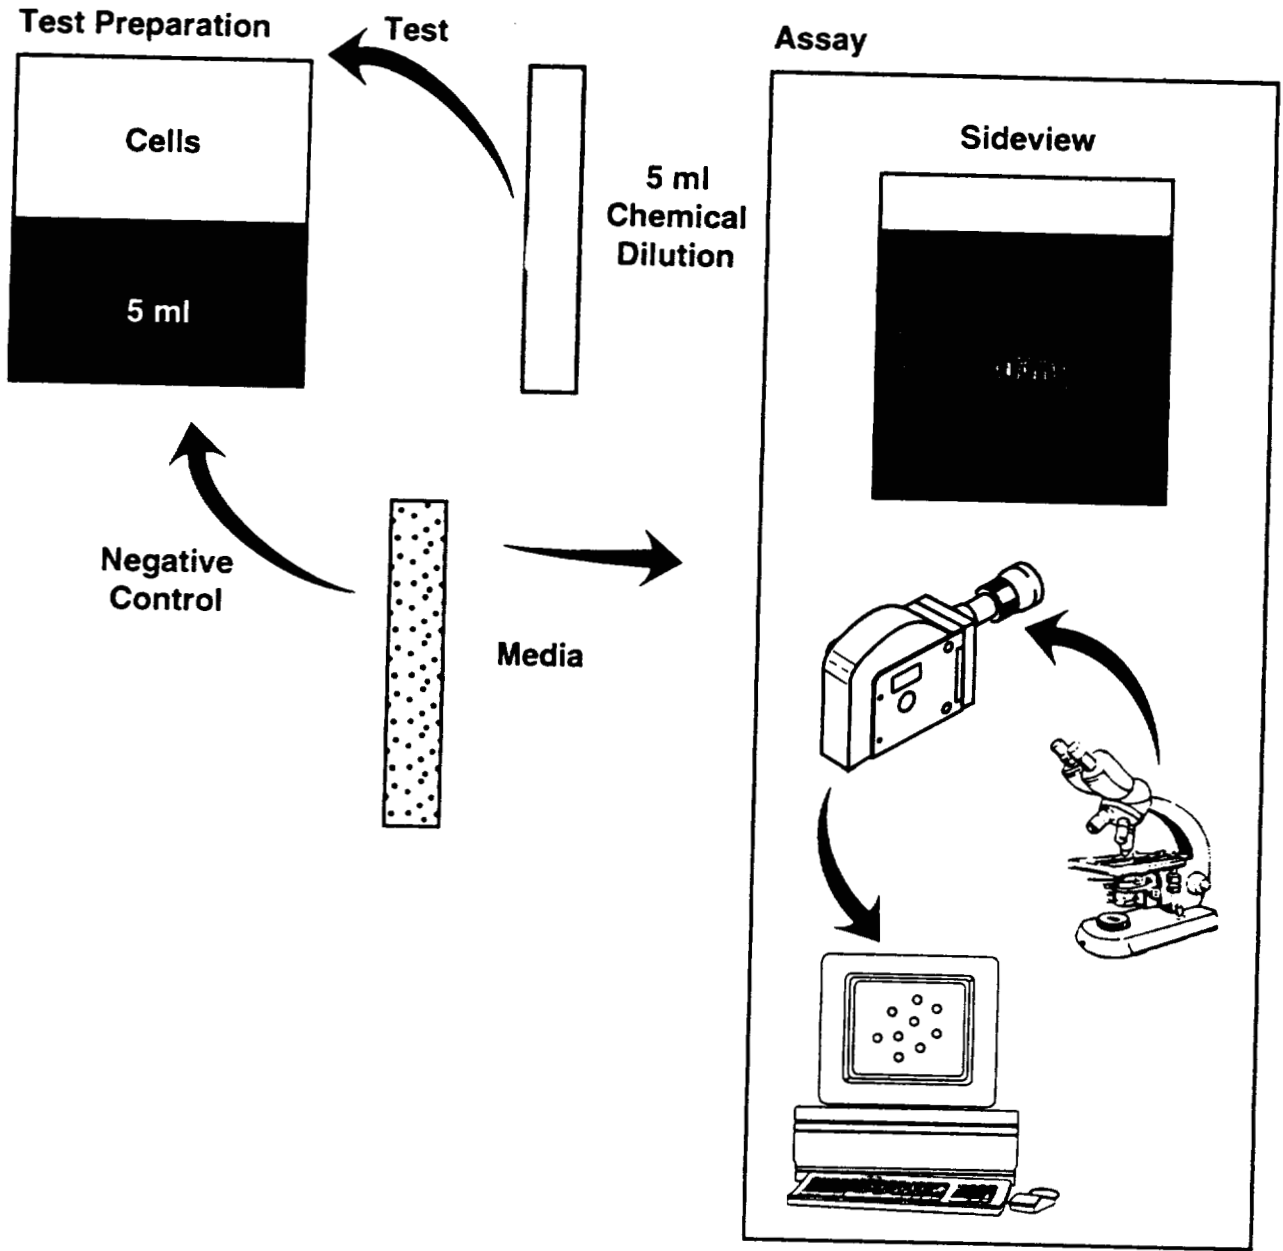 Test Preparation
Test
Cells
5 ml
5 ml
Chemical
Dilution
Negative
Control
Media
Assay
Sideview